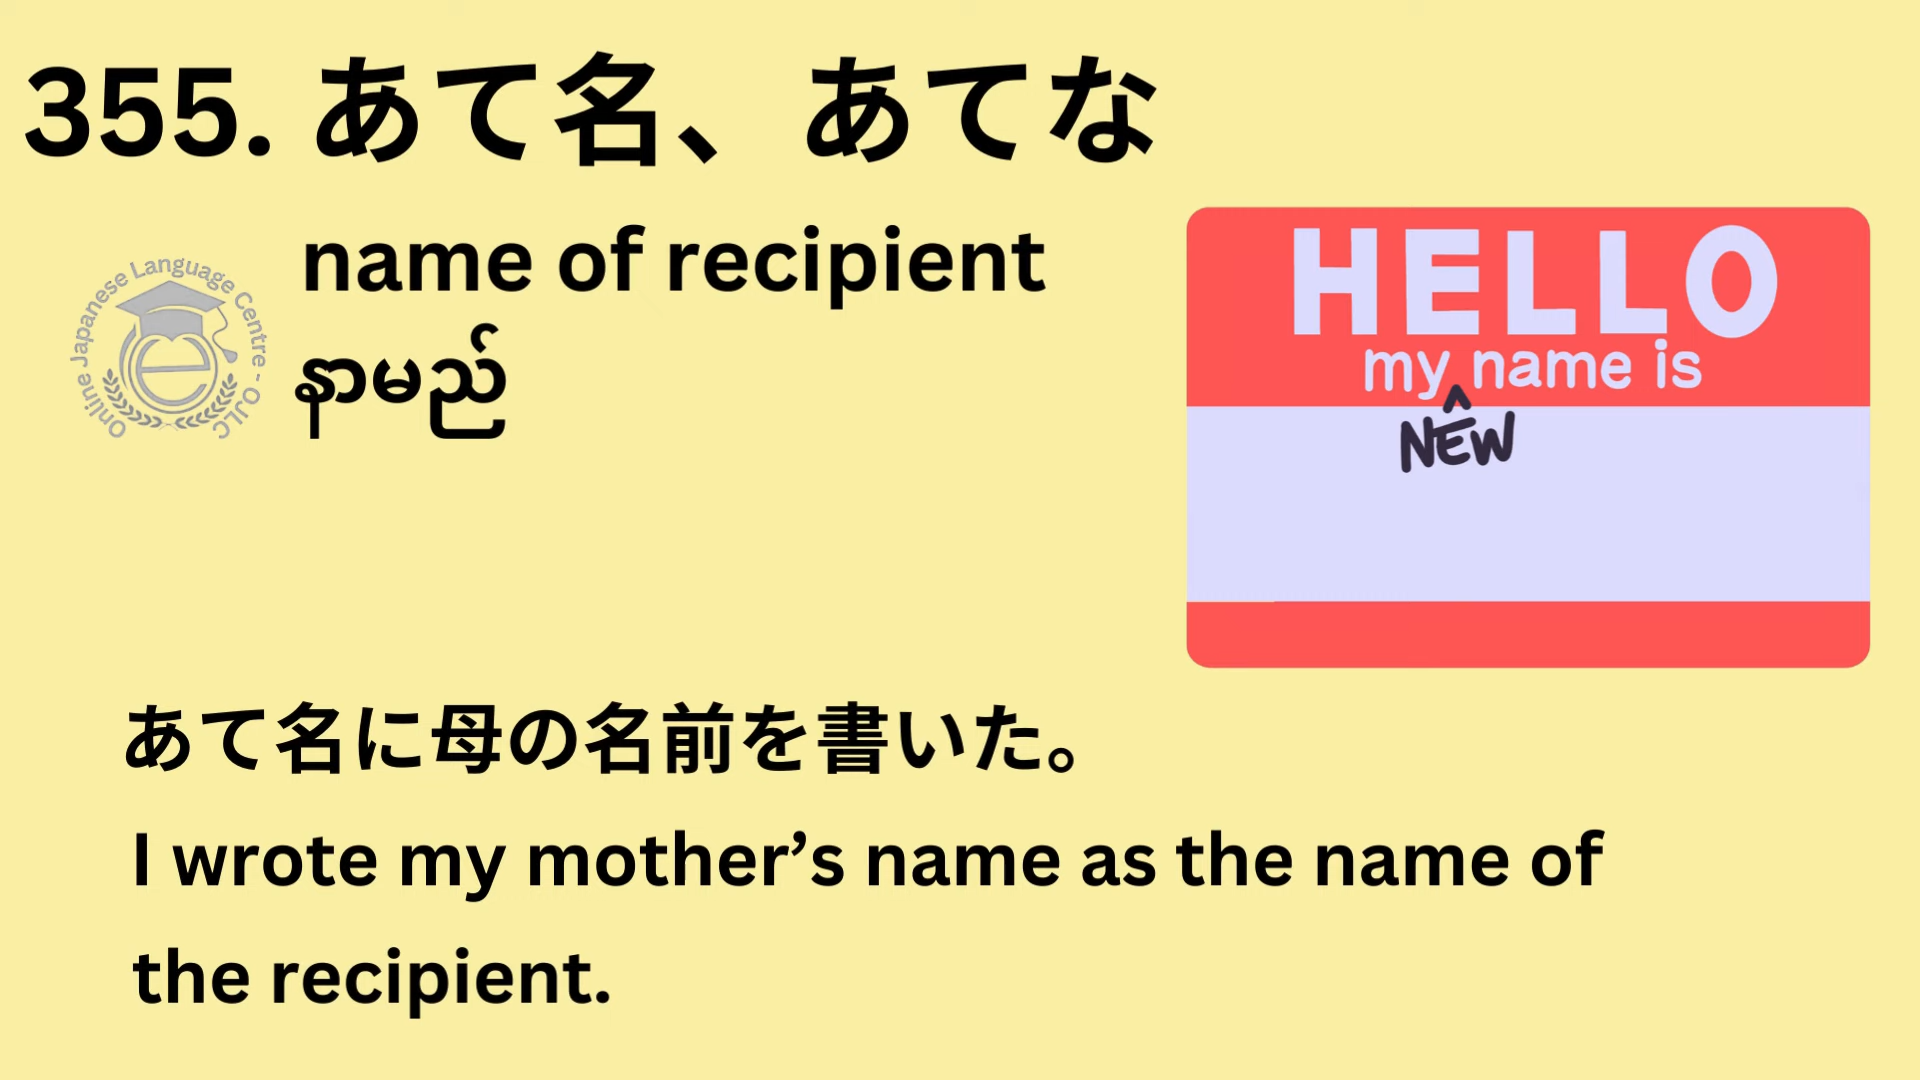 355. あて名、あてな
name of recipient
နာမည်
Online Japanese Language Centre - OJLC
HELLO
my name is
^
NEW
あて名に母の名前を書いた。
I wrote my mother’s name as the name of
the recipient.